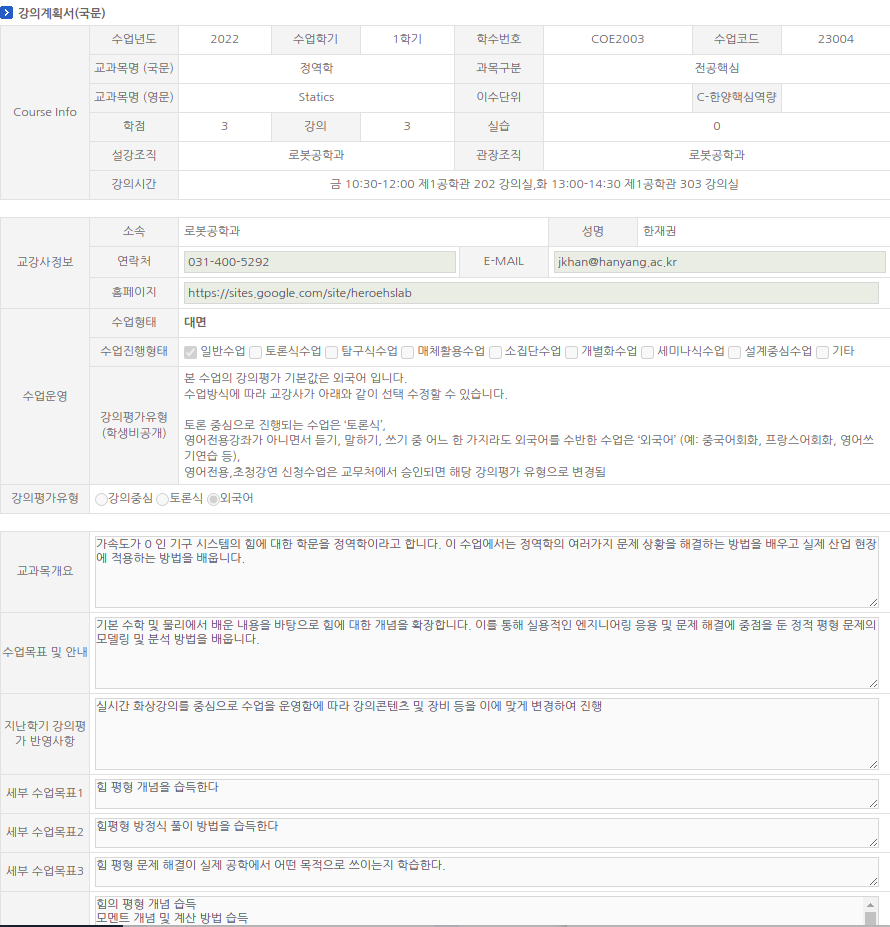 강의계획서(국문)
수업년도 2022 수업학기 1학기 학수번호 COE2003 수업코드 23004
교과목명 (국문) 정역학 과목구분 전공핵심
Course Info
교과목명 (영문) Statics 이수단위 C-한양핵심역량
학점 3 강의 3 실습 0
설강조직 로봇공학과 관장조직 로봇공학과
강의시간 금 10:30-12:00 제1공학관 202 강의실,화 13:00-14:30 제1공학관 303 강의실
교강사정보
소속 로봇공학과 성명 한재권
연락처 031-400-5292 E-MAIL jkhan@hanyang.ac.kr
홈페이지 https://sites.google.com/site/heroehslab
수업운영
수업형태 대면
수업진행형태 일반수업 토론식수업 탐구식수업 매체활용수업 소집단수업 개별화수업 세미나식수업 설계중심수업 기타
강의평가유형
(학생비공개)
본 수업의 강의평가 기본값은 외국어 입니다.
수업방식에 따라 교강사가 아래와 같이 선택 수정할 수 있습니다.
토론 중심으로 진행되는 수업은 ‘토론식’,
영어전용강좌가 아니면서 듣기, 말하기, 쓰기 중 어느 한 가지라도 외국어를 수반한 수업은 ‘외국어’ (예: 중국어회화, 프랑스어회화, 영어쓰
기연습 등),
영어전용,초청강연 신청수업은 교무처에서 승인되면 해당 강의평가 유형으로 변경됨
강의평가유형 강의중심 토론식 외국어
교과목개요
가속도가 0 인 기구 시스템의 힘에 대한 학문을 정역학이라고 합니다. 이 수업에서는 정역학의 여러가지 문제 상황을 해결하는 방법을 배우고 실제 산업 현장
에 적용하는 방법을 배웁니다.
수업목표 및 안내
기본 수학 및 물리에서 배운 내용을 바탕으로 힘에 대한 개념을 확장합니다. 이를 통해 실용적인 엔지니어링 응용 및 문제 해결에 중점을 둔 정적 평형 문제의
모델링 및 분석 방법을 배웁니다.
지난학기 강의평
가 반영사항
실시간 화상강의를 중심으로 수업을 운영함에 따라 강의콘텐츠 및 장비 등을 이에 맞게 변경하여 진행
세부 수업목표1 힘 평형 개념을 습득한다
세부 수업목표2 힘평형 방정식 풀이 방법을 습득한다
세부 수업목표3 힘 평형 문제 해결이 실제 공학에서 어떤 목적으로 쓰이는지 학습한다.
힘의 평형 개념 습득
모멘트 개념 및 계산 방법 습득